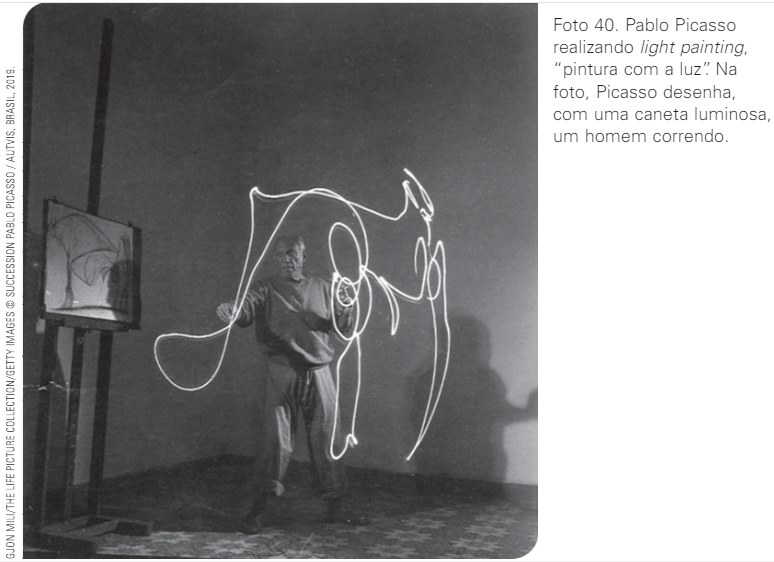 Foto 40. Pablo Picasso
realizando light painting,
“pintura com a luz”. Na
foto, Picasso desenha,
com uma caneta luminosa,
um homem correndo.
GJON MILI/THE LIFE PICTURE COLLECTION/GETTY IMAGES © SUCCESSION PABLO PICASSO / AUTVIS, BRASIL, 2019.